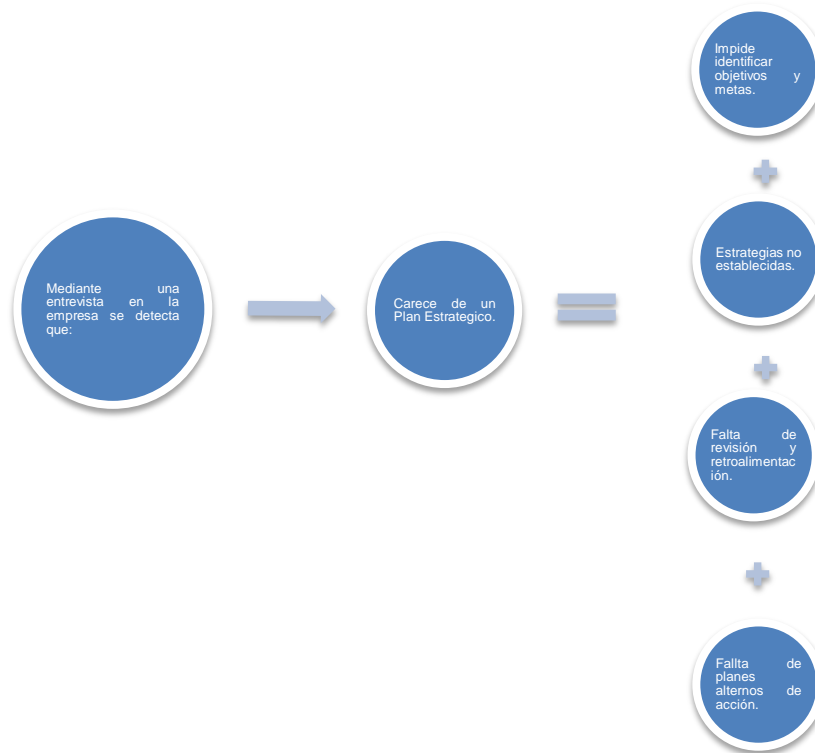 Impide
identificar
objetivos y
metas.
Mediante una
entrevista en la
empresa se detecta
que:
Carece de un
Plan Estrategico.
Estrategias no
establecidas.
Falta de
revisión y
retroalimentac
ión.
Fallta de
planes
alternos de
acción.